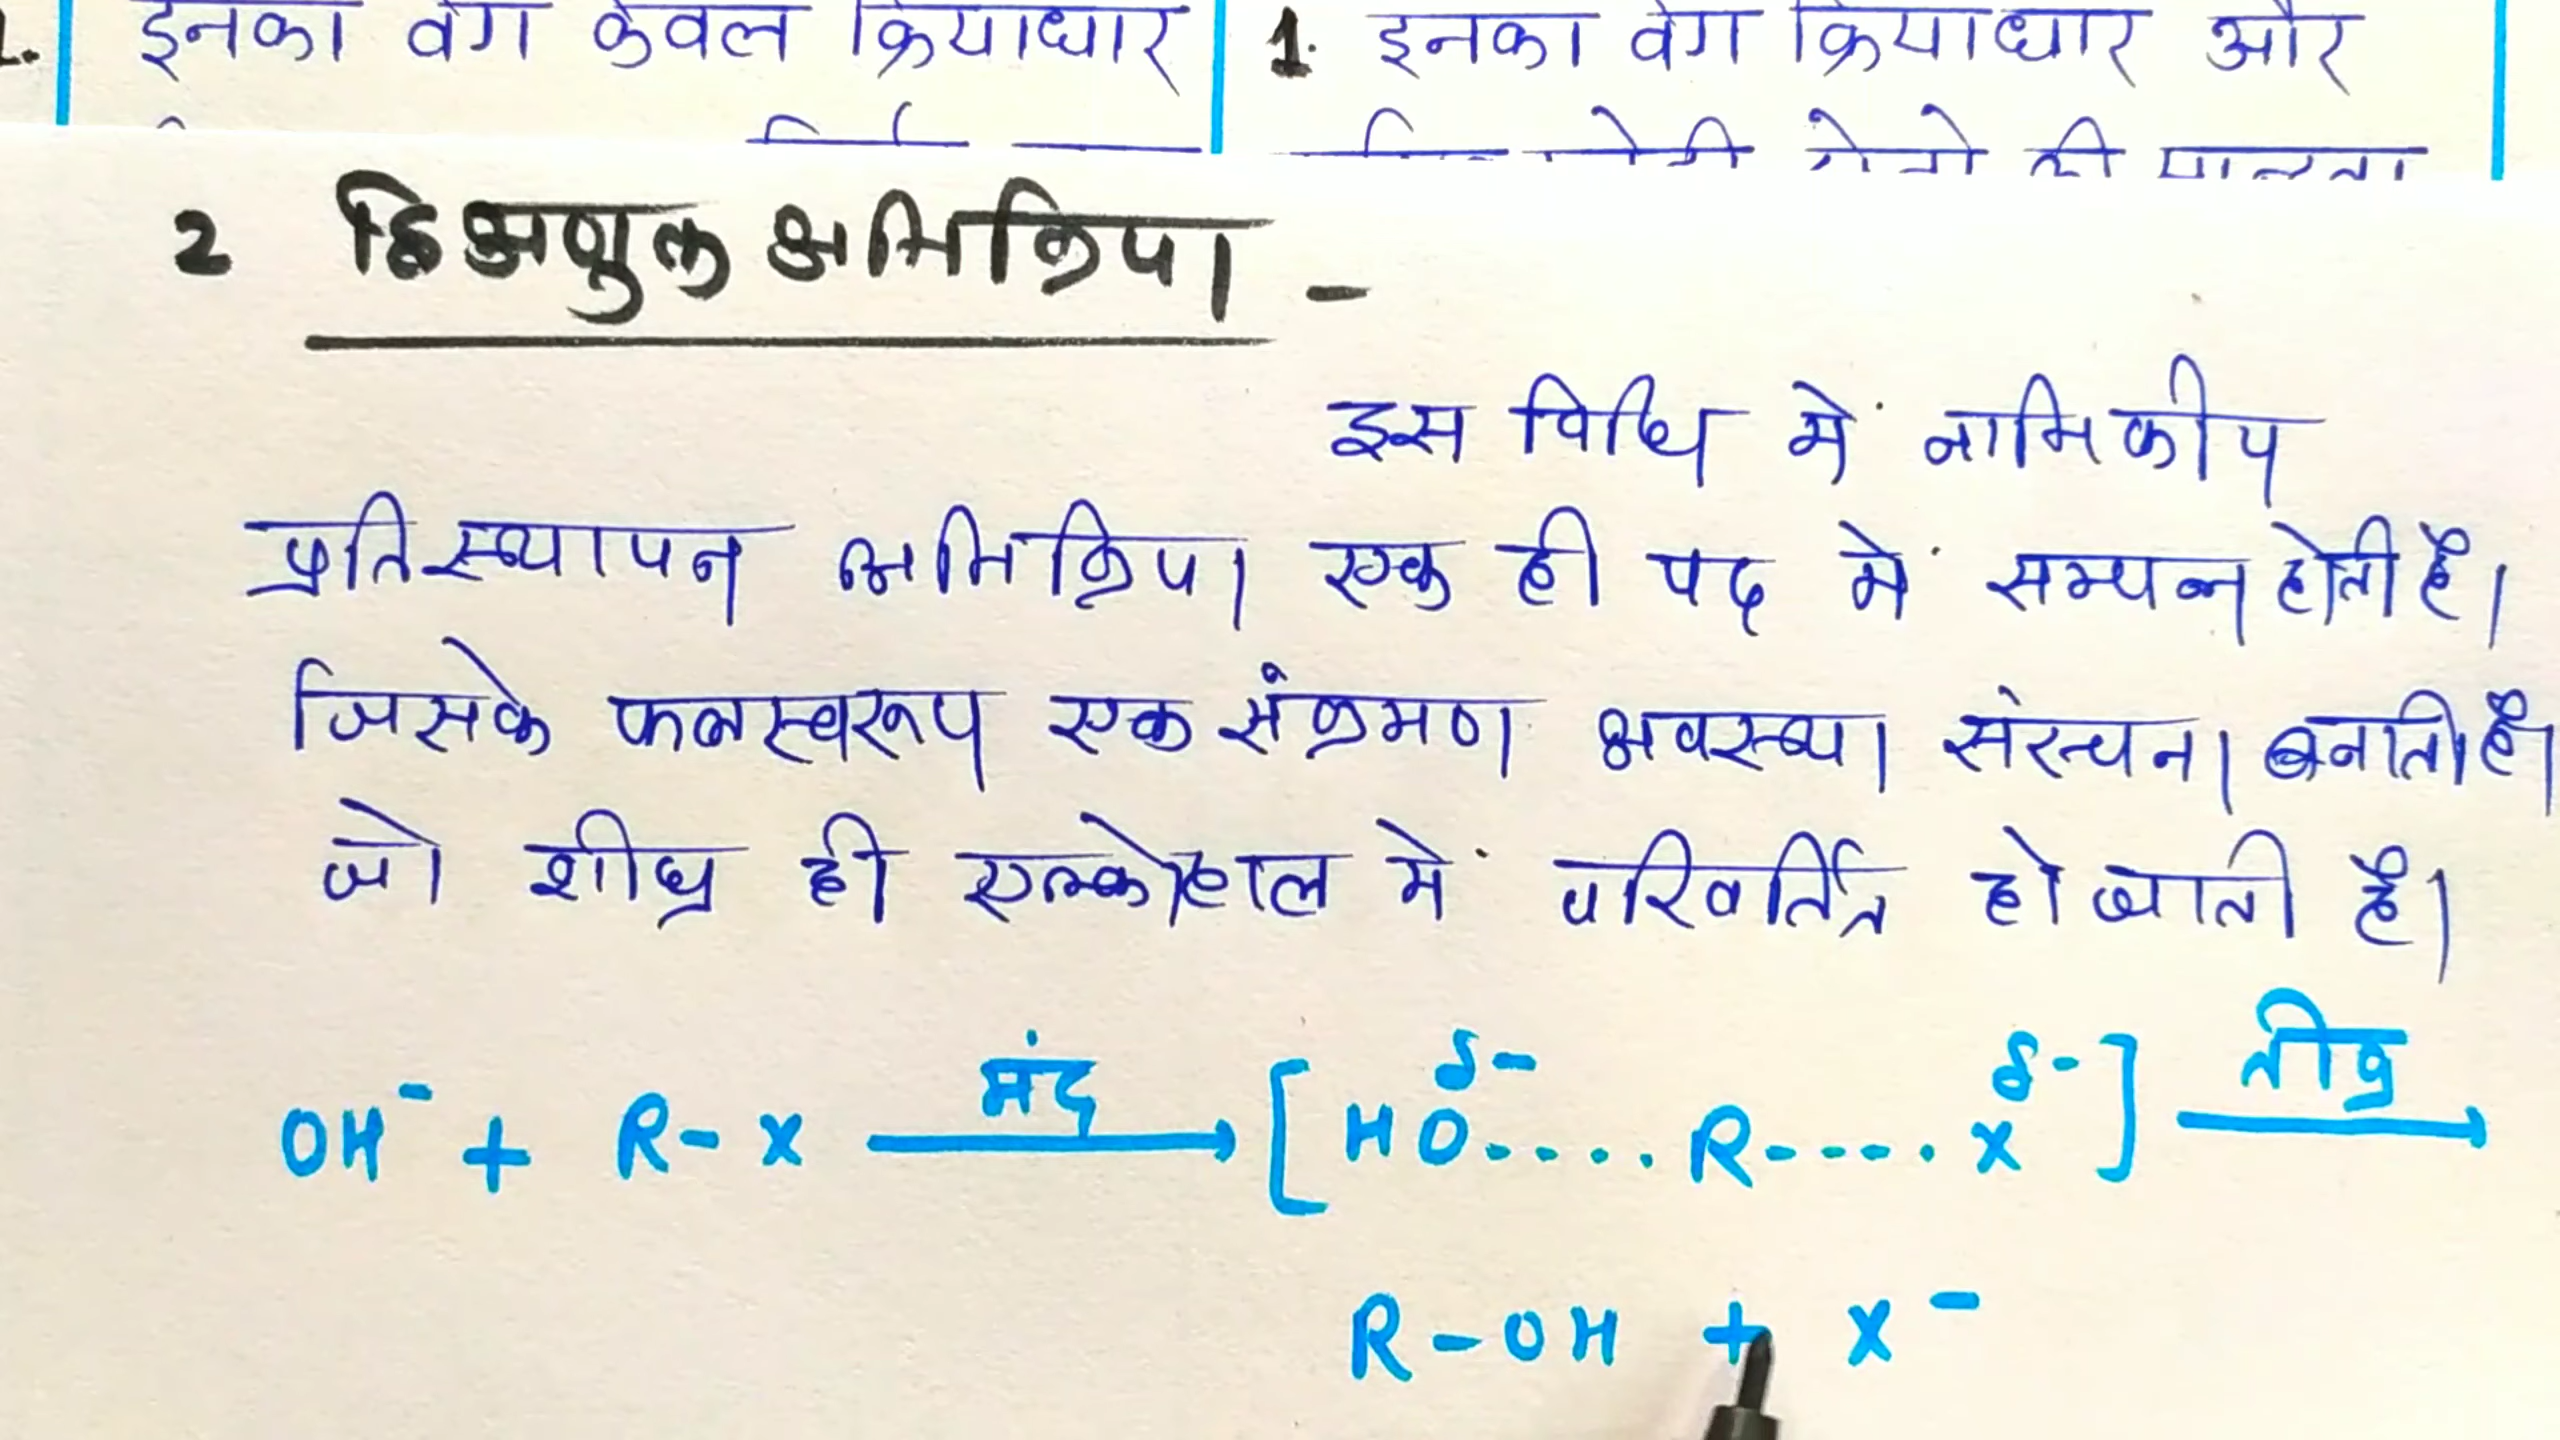 1. इनका वेग केवल क्रियाधार
1. इनका वेग क्रियाधार और
2 द्विअणुक अभिक्रिया -
इस विधि में नाभिकीय
प्रतिस्थापन अभिक्रिया एक ही पद में सम्पन्न होती है।
जिसके फलस्वरूप एक संक्रमण अवस्था संरचना बनाती है।
जो शीघ्र ही एल्कोहाल में परिवर्तित हो जाती है।
OH⁻ + R-X —मंद→ [HO^δ-....R-----.X^δ-] —तीव्र→
R-OH + X⁻